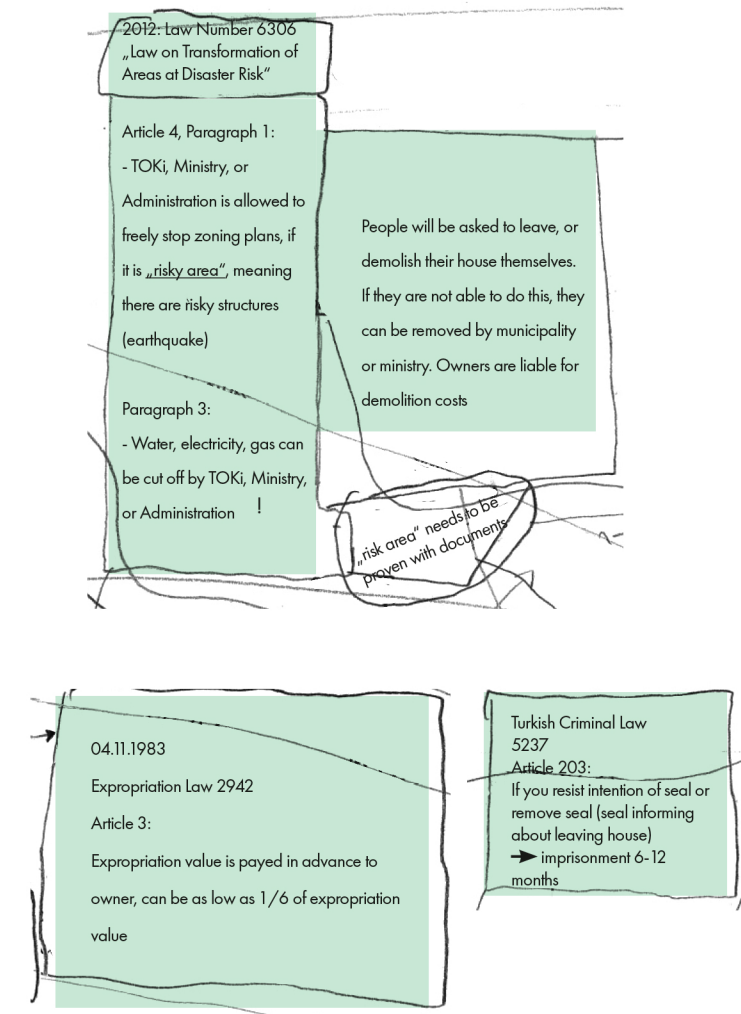 2012: Law Number 6306
„Law on Transformation of
Areas at Disaster Risk“
Article 4, Paragraph 1:
- TOKi, Ministry, or
Administration is allowed to
freely stop zoning plans, if
it is „risky area“, meaning
there are risky structures
(earthquake)
Paragraph 3:
- Water, electricity, gas can
be cut off by TOKi, Ministry,
or Administration !
People will be asked to leave, or
demolish their house themselves.
If they are not able to do this, they
can be removed by municipality
or ministry. Owners are liable for
demolition costs
„risk area“ needs to be
proven with documents
04.11.1983
Expropriation Law 2942
Article 3:
Expropriation value is payed in advance to
owner, can be as low as 1/6 of expropriation
value
Turkish Criminal Law
5237
Article 203:
If you resist intention of seal or
remove seal (seal informing
about leaving house)
➔ imprisonment 6-12
months